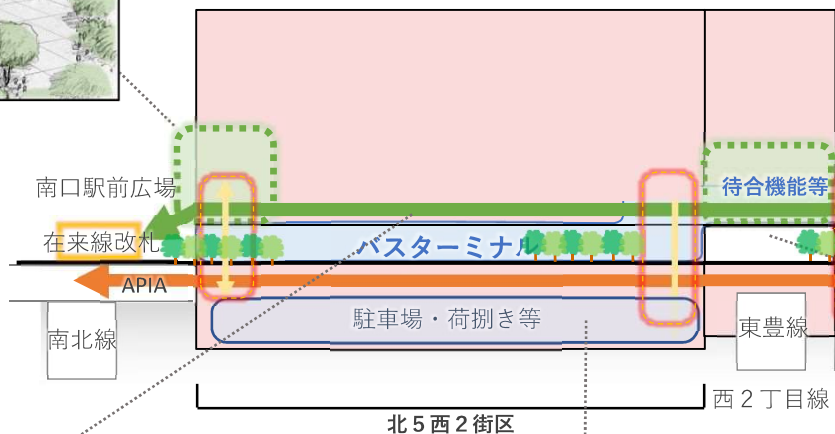 南口駅前広場
待合機能等
在来線改札
バスターミナル
APIA
駐車場・荷捌き等
南北線
東豊線
西２丁目線
北５西２街区